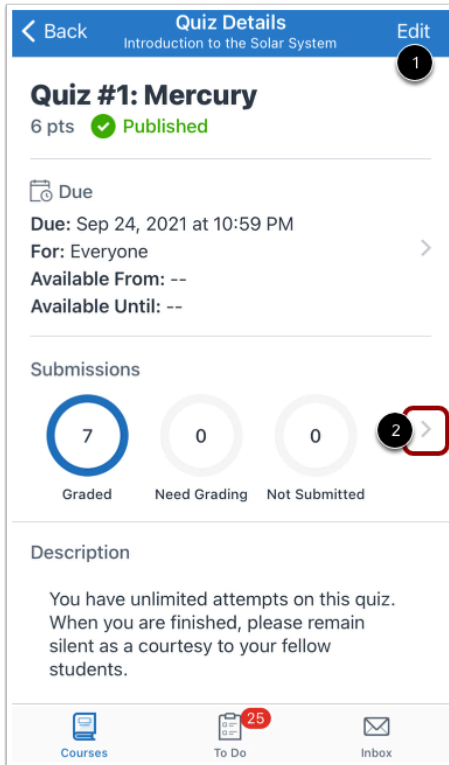 Back
Quiz Details
Edit
Introduction to the Solar System
1
Quiz #1: Mercury
6 pts Published
Due
Due: Sep 24, 2021 at 10:59 PM
For: Everyone
Available From: --
Available Until: --
Submissions
7
0
0
2
Graded
Need Grading
Not Submitted
Description
You have unlimited attempts on this quiz.
When you are finished, please remain
silent as a courtesy to your fellow
students.
25
Courses
To Do
Inbox